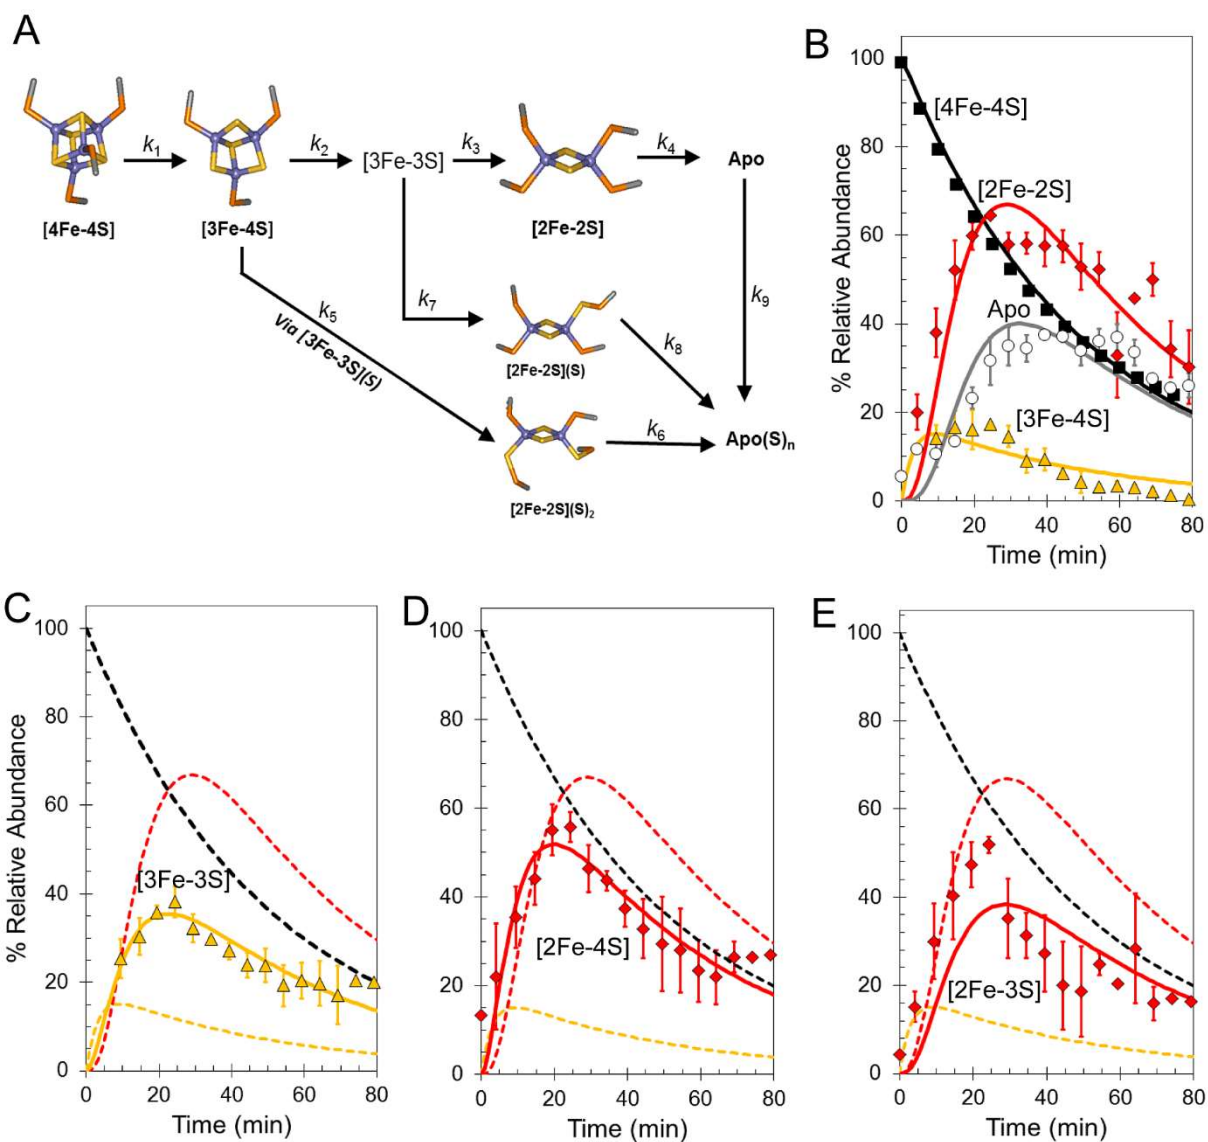 A
k1
k2
[3Fe-3S]
k3
k4
Apo
[4Fe-4S]
[3Fe-4S]
[2Fe-2S]
k5
Via [3Fe-3S](S)
k7
k9
[2Fe-2S](S)
k8
k6
Apo(S)n
[2Fe-2S](S)2
B
% Relative Abundance
100
80
60
40
20
0
[4Fe-4S]
[2Fe-2S]
Apo
[3Fe-4S]
0 20 40 60 80
Time (min)
C
% Relative Abundance
100
80
60
40
20
0
[3Fe-3S]
0 20 40 60 80
Time (min)
D
100
80
60
40
20
0
[2Fe-4S]
0 20 40 60 80
Time (min)
E
100
80
60
40
20
0
[2Fe-3S]
0 20 40 60 80
Time (min)